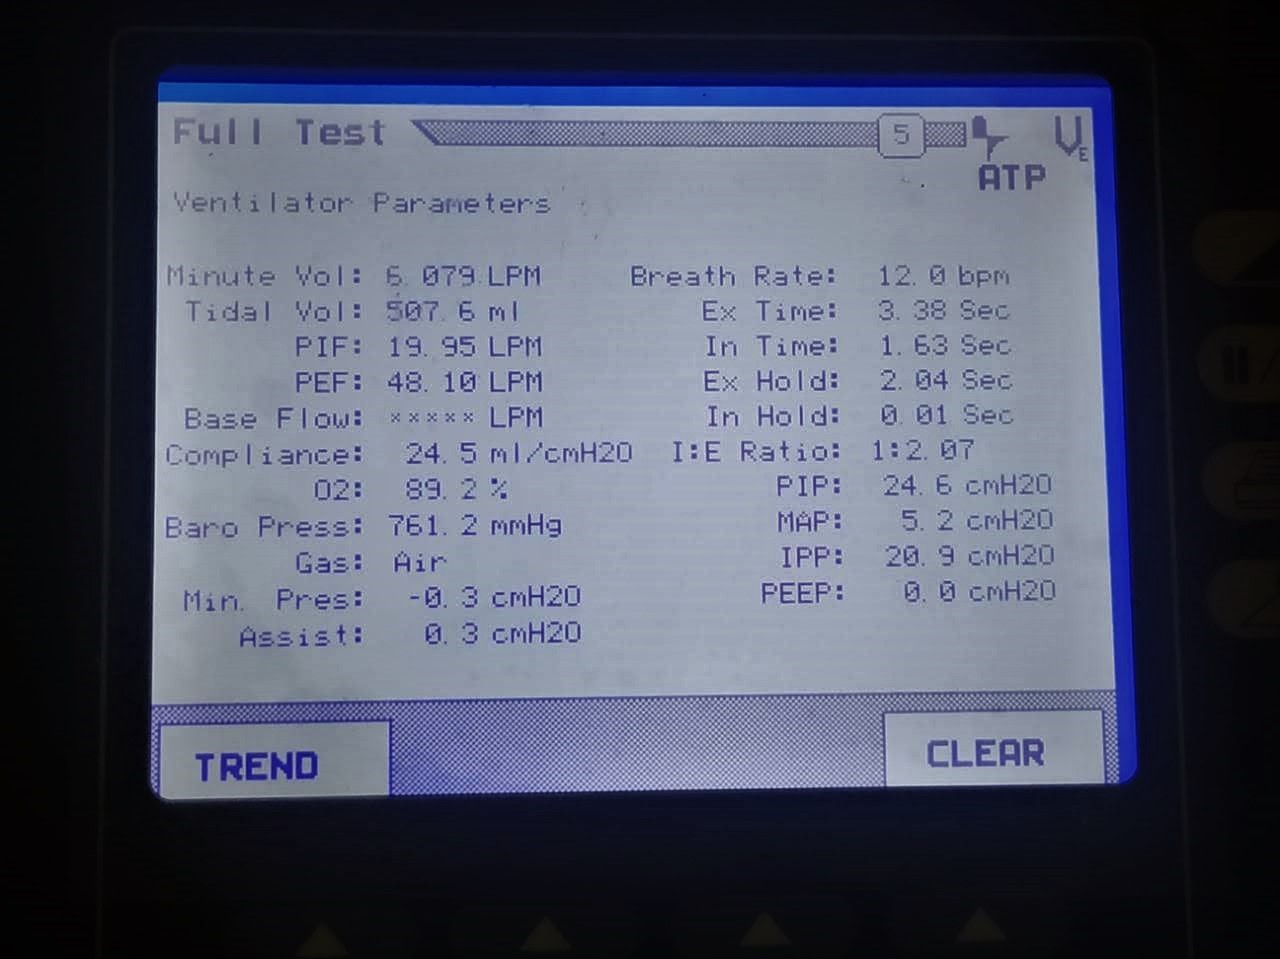 Full Test 5 VE
ATP
Ventilator Parameters
Minute Vol: 6.079 LPM Breath Rate: 12.0 bpm
Tidal Vol: 507.6 ml Ex Time: 3.38 Sec
PIF: 19.95 LPM In Time: 1.63 Sec
PEF: 48.10 LPM Ex Hold: 2.04 Sec
Base Flow: ××××× LPM In Hold: 0.01 Sec
Compliance: 24.5 ml/cmH2O I:E Ratio: 1:2.07
O2: 89.2 % PIP: 24.6 cmH2O
Baro Press: 761.2 mmHg MAP: 5.2 cmH2O
Gas: Air IPP: 20.9 cmH2O
Min. Pres: -0.3 cmH2O PEEP: 0.0 cmH2O
Assist: 0.3 cmH2O
TREND CLEAR